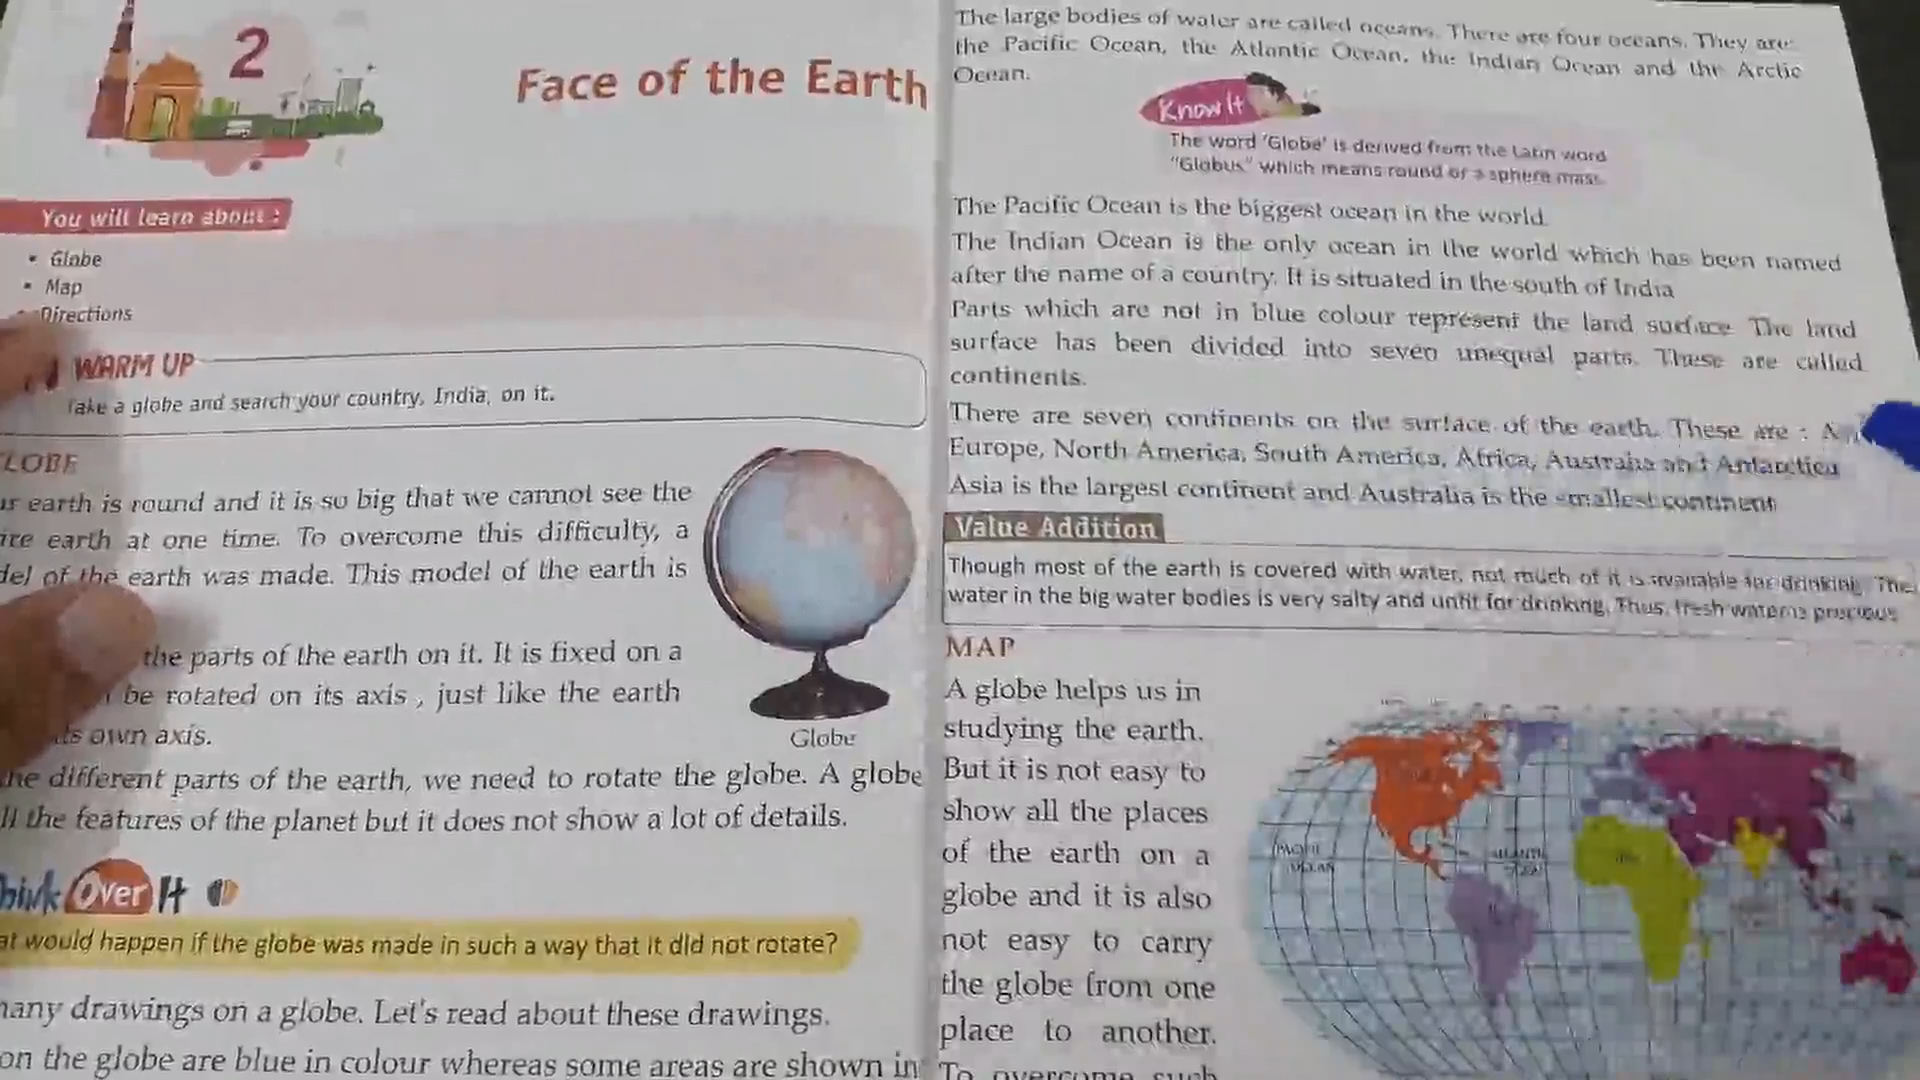 2
Face of the Earth
You will learn about :
• Globe
• Map
Directions
WARM UP
Take a globe and search your country, India, on it.
earth is round and it is so big that we cannot see the
earth at one time. To overcome this difficulty, a
of the earth was made. This model of the earth is
the parts of the earth on it. It is fixed on a
be rotated on its axis , just like the earth
own axis.
Globe
different parts of the earth, we need to rotate the globe. A globe
the features of the planet but it does not show a lot of details.
Over It
would happen if the globe was made in such a way that it did not rotate?
drawings on a globe. Let's read about these drawings.
on the globe are blue in colour whereas some areas are shown in
The large bodies of water are called oceans. There are four oceans. They are:
the Pacific Ocean, the Atlantic Ocean, the Indian Ocean and the Arctic
Ocean.
Know It
The word 'Globe' is derived from the Latin word
"Globus" which means round or a sphere mass.
The Pacific Ocean is the biggest ocean in the world.
The Indian Ocean is the only ocean in the world which has been named
after the name of a country. It is situated in the south of India
Parts which are not in blue colour represent the land surface. The land
surface has been divided into seven unequal parts. These are called
continents.
There are seven continents on the surface of the earth. These are :
Europe, North America, South America, Africa, Australia and Antarctica
Asia is the largest continent and Australia is the smallest continent
Value Addition
Though most of the earth is covered with water, not much of it is available for drinking. The
water in the big water bodies is very salty and unfit for drinking. Thus, fresh water is precious
MAP
A globe helps us in
studying the earth.
But it is not easy to
show all the places
of the earth on a
globe and it is also
not easy to carry
the globe from one
place to another.
To overcome such